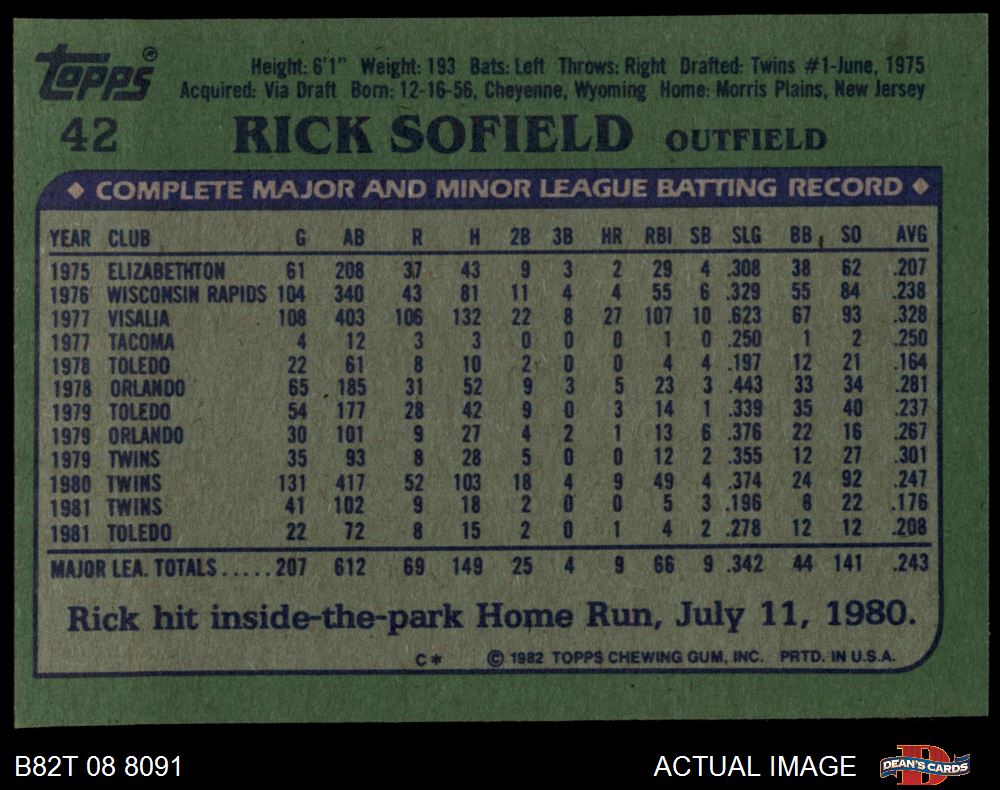 Topps®
Height: 6'1" Weight: 193 Bats: Left Throws: Right Drafted: Twins #1-June, 1975
Acquired: Via Draft Born: 12-16-56, Cheyenne, Wyoming Home: Morris Plains, New Jersey
42 RICK SOFIELD OUTFIELD
◆ COMPLETE MAJOR AND MINOR LEAGUE BATTING RECORD ◆
YEAR CLUB G AB R H 2B 3B HR RBI SB SLG BB SO AVG
1975 ELIZABETHTON 61 208 37 43 9 3 2 29 4 .308 38 62 .207
1976 WISCONSIN RAPIDS 104 340 43 81 11 4 4 55 6 .329 55 84 .238
1977 VISALIA 108 403 106 132 22 8 27 107 10 .623 67 93 .328
1977 TACOMA 4 12 3 3 0 0 0 1 0 .250 1 2 .250
1978 TOLEDO 22 61 8 10 2 0 0 4 4 .197 12 21 .164
1978 ORLANDO 65 185 31 52 9 3 5 23 3 .443 33 34 .281
1979 TOLEDO 54 177 28 42 9 0 3 14 1 .339 35 40 .237
1979 ORLANDO 30 101 9 27 4 2 1 13 6 .376 22 16 .267
1979 TWINS 35 93 8 28 5 0 0 12 2 .355 12 27 .301
1980 TWINS 131 417 52 103 18 4 9 49 4 .374 24 92 .247
1981 TWINS 41 102 9 18 2 0 0 5 3 .196 8 22 .176
1981 TOLEDO 22 72 8 15 2 0 1 4 2 .278 12 12 .208
MAJOR LEA. TOTALS.....207 612 69 149 25 4 9 66 9 .342 44 141 .243
Rick hit inside-the-park Home Run, July 11, 1980.
C* © 1982 TOPPS CHEWING GUM, INC. PRTD. IN U.S.A.
B82T 08 8091 ACTUAL IMAGE DEAN'S CARDS